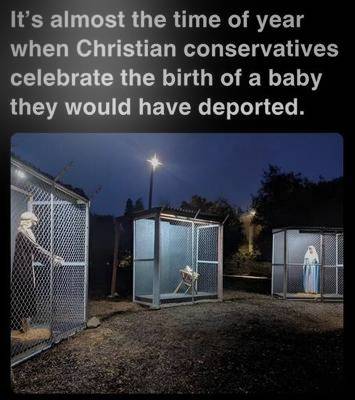 It's almost the time of year
when Christian conservatives
celebrate the birth of a baby
they would have deported.